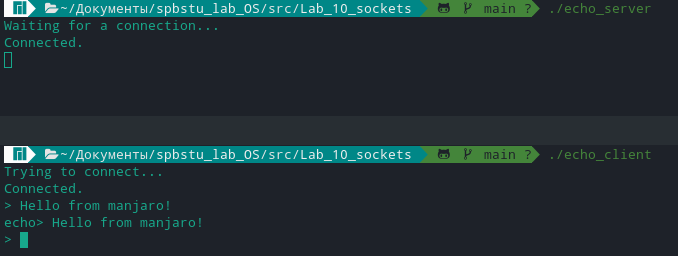 ~/Документы/spbstu_lab_OS/src/Lab_10_sockets main ? ./echo_server
Waiting for a connection...
Connected.
~/Документы/spbstu_lab_OS/src/Lab_10_sockets main ? ./echo_client
Trying to connect...
Connected.
> Hello from manjaro!
echo> Hello from manjaro!
>